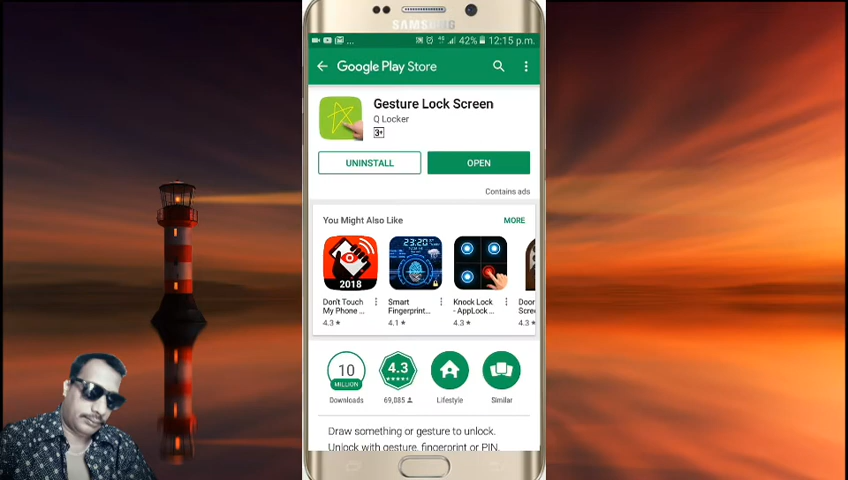 SAMSUNG
... 4G 42% 12:15 p.m.
Google Play Store
Gesture Lock Screen
Q Locker
3+
UNINSTALL
OPEN
Contains ads
You Might Also Like
MORE
23:20
2018
Don't Touch
My Phone ...
4.3 ★
Smart
Fingerprint...
4.1 ★
Knock Lock
- AppLock ...
4.3 ★
Door
Scree
10
MILLION
Downloads
4.3
69,085
Lifestyle
Similar
Draw something or gesture to unlock.
Unlock with gesture, fingerprint or PIN.